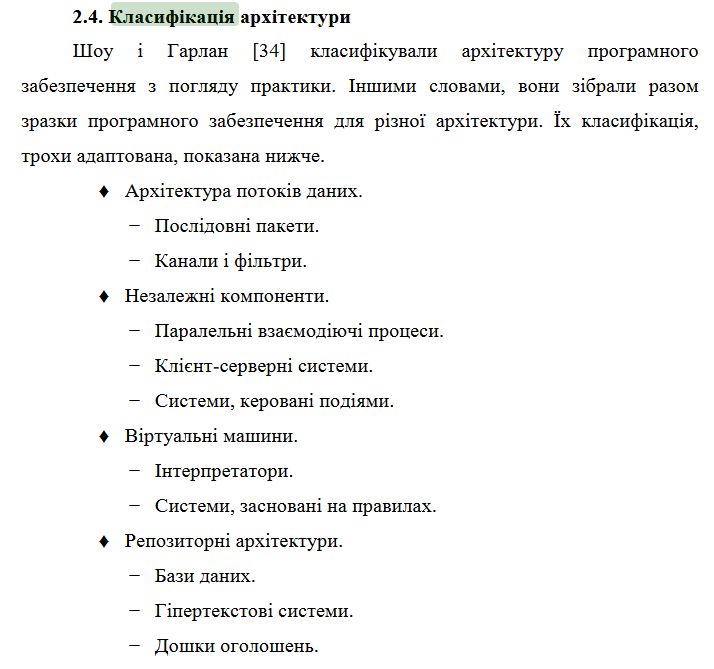 2.4. Класифікація архітектури
Шоу і Гарлан [34] класифікували архітектуру програмного
забезпечення з погляду практики. Іншими словами, вони зібрали разом
зразки програмного забезпечення для різної архітектури. Їх класифікація,
трохи адаптована, показана нижче.
♦ Архітектура потоків даних.
− Послідовні пакети.
− Канали і фільтри.
♦ Незалежні компоненти.
− Паралельні взаємодіючі процеси.
− Клієнт-серверні системи.
− Системи, керовані подіями.
♦ Віртуальні машини.
− Інтерпретатори.
− Системи, засновані на правилах.
♦ Репозиторні архітектури.
− Бази даних.
− Гіпертекстові системи.
− Дошки оголошень.